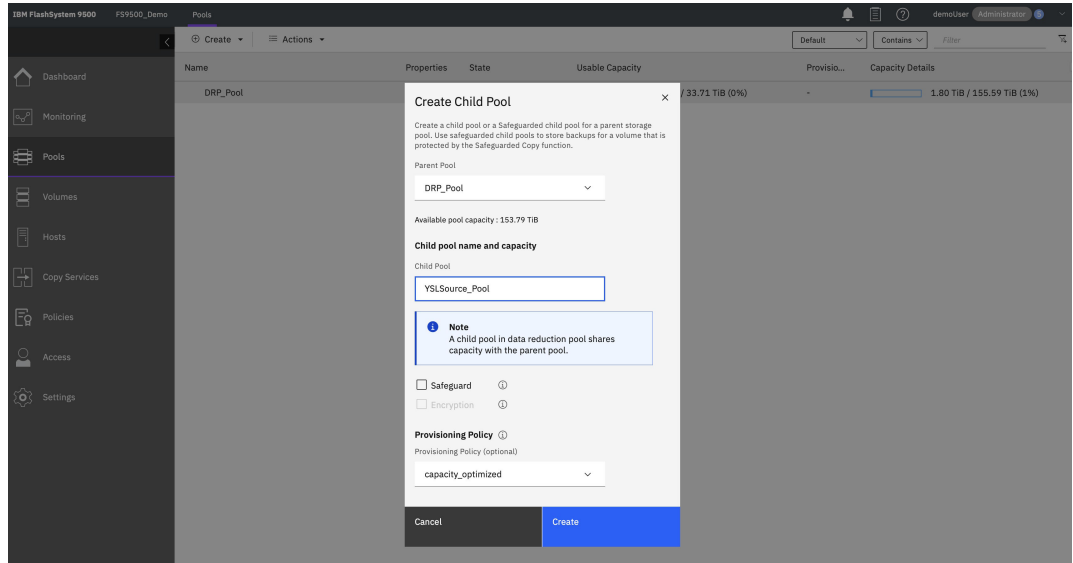 IBM FlashSystem 9500 FS9500_Demo Pools demoUser Administrator S
Create Actions Default Contains Filter
Dashboard
Monitoring
Pools
Volumes
Hosts
Copy Services
Policies
Access
Settings
Name Properties State Usable Capacity Provisio... Capacity Details
DRP_Pool / 33.71 TiB (0%) - 1.80 TiB / 155.59 TiB (1%)
Create Child Pool
Create a child pool or a Safeguarded child pool for a parent storage
pool. Use safeguarded child pools to store backups for a volume that is
protected by the Safeguarded Copy function.
Parent Pool
DRP_Pool
Available pool capacity : 153.79 TiB
Child pool name and capacity
Child Pool
YSLSource_Pool
Note
A child pool in data reduction pool shares
capacity with the parent pool.
Safeguard
Encryption
Provisioning Policy
Provisioning Policy (optional)
capacity_optimized
Cancel Create